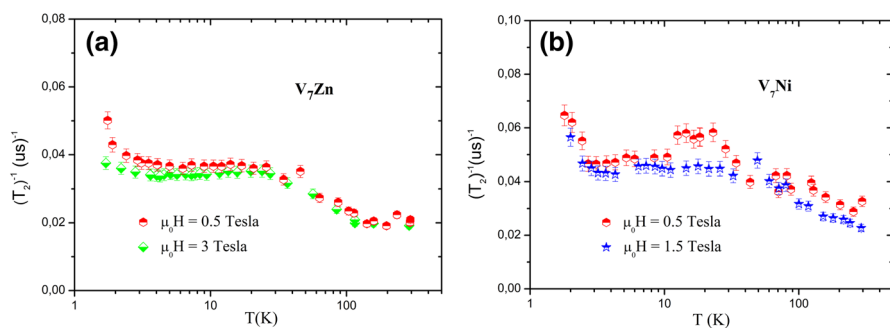 (a)
0,08
0,06
0,04
0,02
0,00
(T₂)⁻¹ (us)⁻¹
V₇Zn
μ₀H = 0.5 Tesla
μ₀H = 3 Tesla
1
10
100
T(K)
(b)
0,10
0,08
0,06
0,04
0,02
0,00
(T₂)⁻¹ (us)⁻¹
V₇Ni
μ₀H = 0.5 Tesla
μ₀H = 1.5 Tesla
1
10
100
T (K)